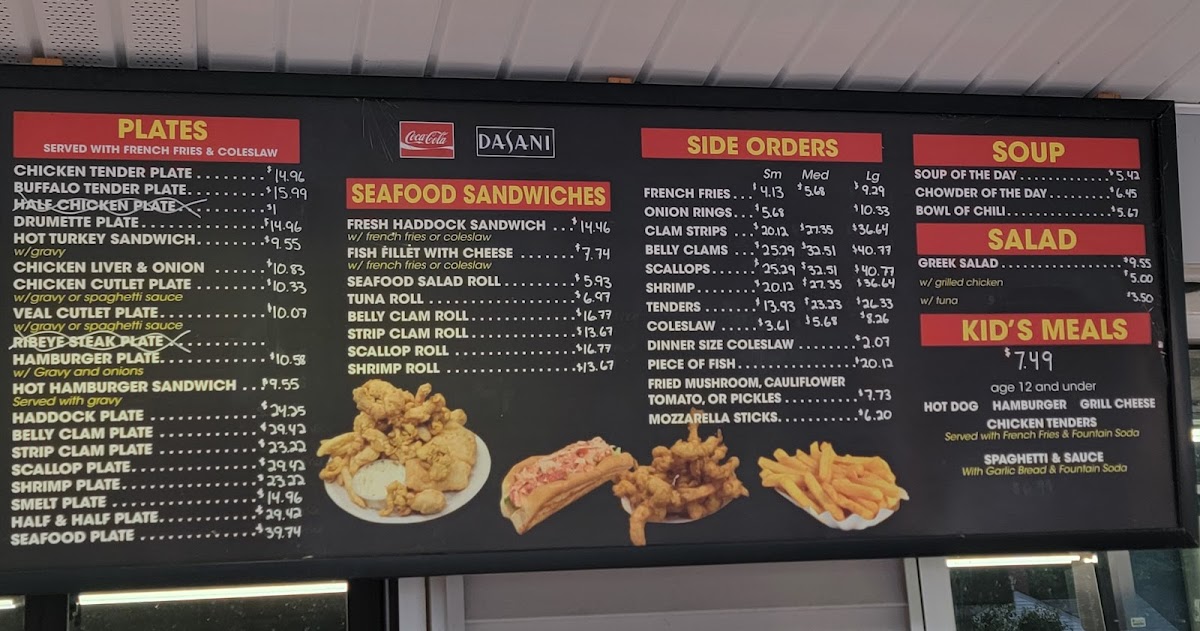 PLATES
SERVED WITH FRENCH FRIES & COLESLAW
CHICKEN TENDER PLATE ........ $14.96
BUFFALO TENDER PLATE........ $15.99
HALF CHICKEN PLATE........ $1
DRUMETTE PLATE........ $14.96
HOT TURKEY SANDWICH........ $9.55
w/gravy
CHICKEN LIVER & ONION ........ $10.83
CHICKEN CUTLET PLATE ........ $10.33
w/gravy or spaghetti sauce
VEAL CUTLET PLATE........ $10.07
w/gravy or spaghetti sauce
RIBEYE STEAK PLATE ........
HAMBURGER PLATE........ $10.58
w/ Gravy and onions
HOT HAMBURGER SANDWICH ... $9.55
Served with gravy
HADDOCK PLATE ........ $24.25
BELLY CLAM PLATE ........ $29.42
STRIP CLAM PLATE ........ $23.22
SCALLOP PLATE........ $29.42
SHRIMP PLATE........ $23.22
SMELT PLATE ........ $14.96
HALF & HALF PLATE........ $29.42
SEAFOOD PLATE ........ $39.74
Coca-Cola
DASANI
SEAFOOD SANDWICHES
FRESH HADDOCK SANDWICH ... $14.46
w/ french fries or coleslaw
FISH FILLET WITH CHEESE ....... $7.74
w/ french fries or coleslaw
SEAFOOD SALAD ROLL ........ $5.93
TUNA ROLL ........ $6.97
BELLY CLAM ROLL ........ $16.77
STRIP CLAM ROLL ........ $13.67
SCALLOP ROLL ........ $16.77
SHRIMP ROLL ........ $13.67
SIDE ORDERS
Sm Med Lg
FRENCH FRIES... $4.13 $5.68 $9.29
ONION RINGS... $5.68 $10.33
CLAM STRIPS ... $20.12 $27.35 $36.64
BELLY CLAMS .... $25.29 $32.51 $40.77
SCALLOPS....... $25.29 $32.51 $40.77
SHRIMP......... $20.12 $27.35 $36.64
TENDERS ....... $13.93 $23.23 $26.33
COLESLAW ...... $3.61 $5.68 $8.26
DINNER SIZE COLESLAW ........ $2.07
PIECE OF FISH........ $20.12
FRIED MUSHROOM, CAULIFLOWER
TOMATO, OR PICKLES ........ $7.73
MOZZARELLA STICKS........ $6.20
SOUP
SOUP OF THE DAY ........ $5.42
CHOWDER OF THE DAY ........ $6.45
BOWL OF CHILI........ $5.67
SALAD
GREEK SALAD........ $9.55
w/ grilled chicken $5.00
w/ tuna $3.50
KID'S MEALS
$7.49
age 12 and under
HOT DOG HAMBURGER GRILL CHEESE
CHICKEN TENDERS
Served with French Fries & Fountain Soda
SPAGHETTI & SAUCE
With Garlic Bread & Fountain Soda